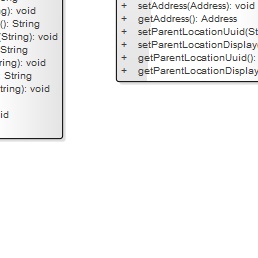 g): void
(): String
(String): void
String
ring): void
: String
tring): void
id
+ setAddress(Address): void
+ getAddress(): Address
+ setParentLocationUuid(St
+ setParentLocationDisplay
+ getParentLocationUuid():
+ getParentLocationDisplay